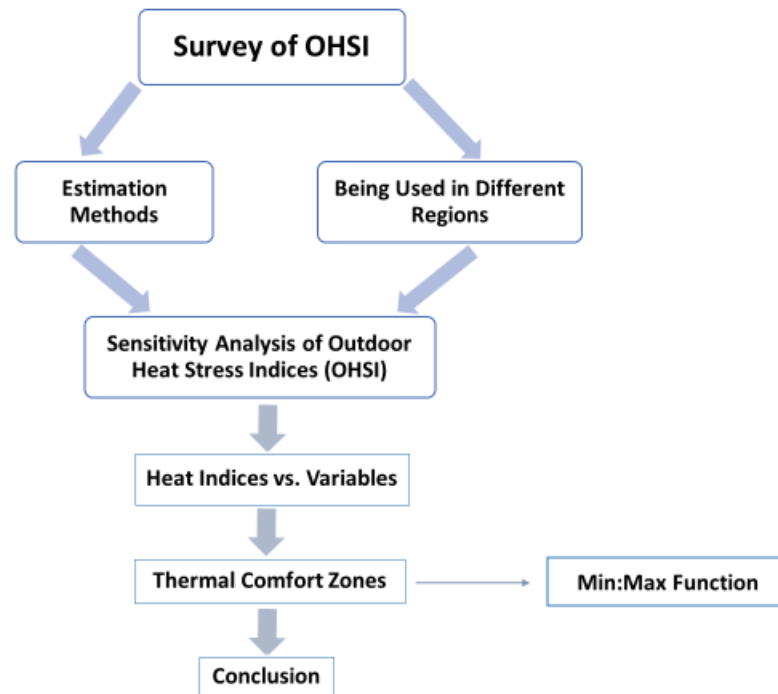 Survey of OHSI
Estimation
Methods
Being Used in Different
Regions
Sensitivity Analysis of Outdoor
Heat Stress Indices (OHSI)
Heat Indices vs. Variables
Thermal Comfort Zones
Min:Max Function
Conclusion